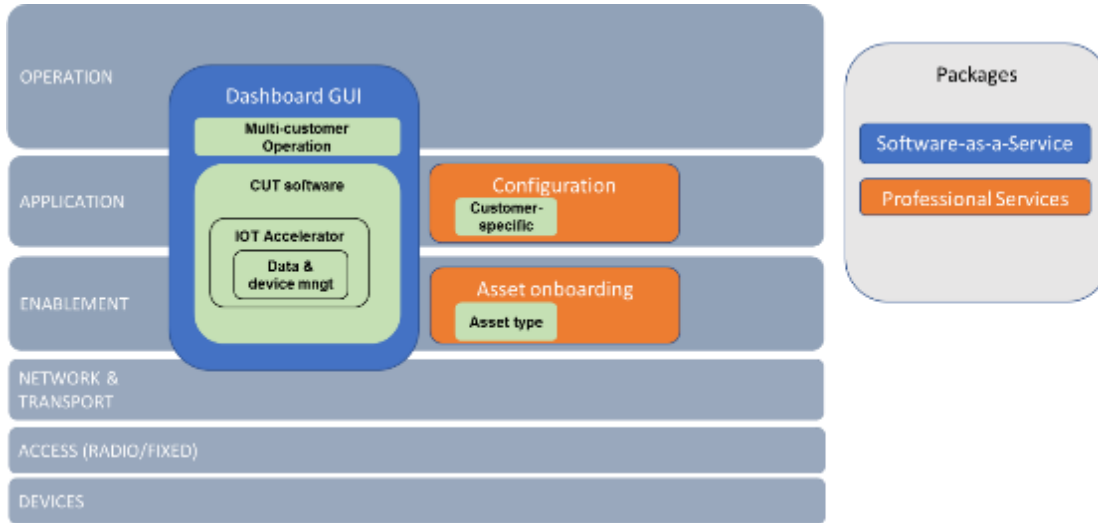 OPERATION
Dashboard GUI
Multi-customer
Operation
APPLICATION
CUT software
IOT Accelerator
Data &
device mngt
Configuration
Customer-
specific
ENABLEMENT
Asset onboarding
Asset type
NETWORK &
TRANSPORT
ACCESS (RADIO/FIXED)
DEVICES
Packages
Software-as-a-Service
Professional Services